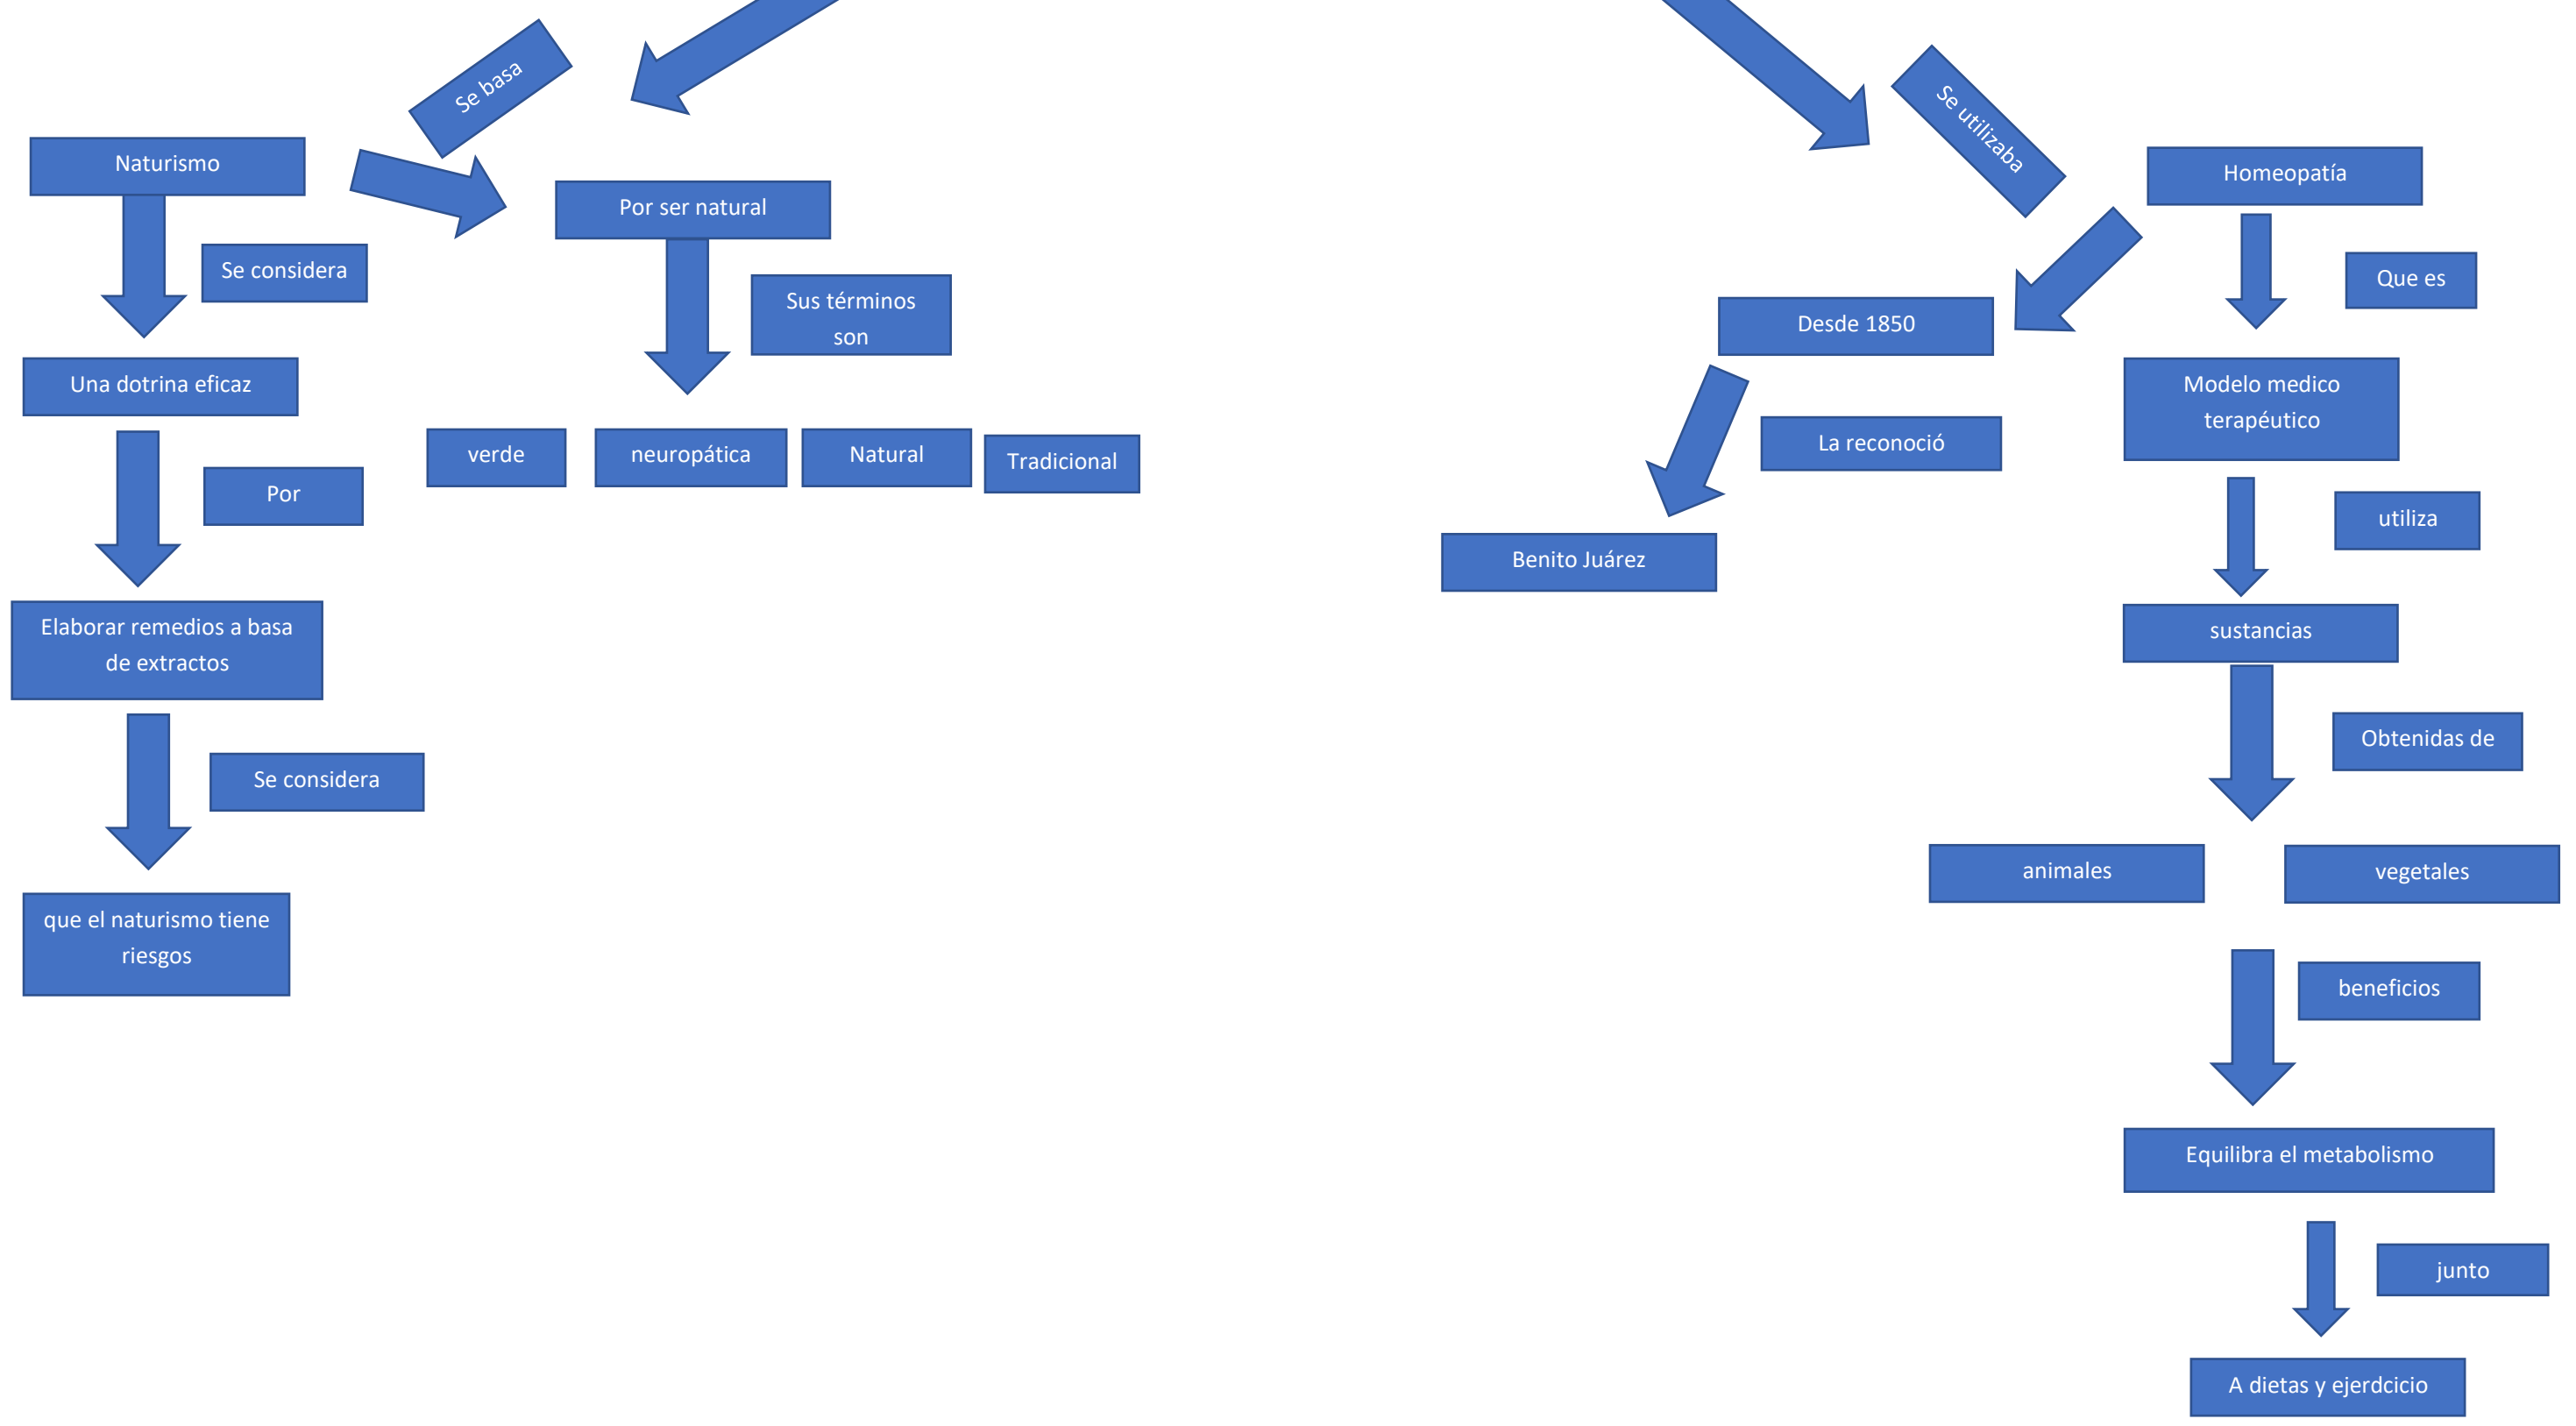 Se basa
Naturismo
Por ser natural
Se considera
Sus términos
son
Una dotrina eficaz
verde
neuropática
Natural
Tradicional
Por
Elaborar remedios a basa
de extractos
Se considera
que el naturismo tiene
riesgos
Se utilizaba
Homeopatía
Que es
Desde 1850
Modelo medico
terapéutico
La reconoció
utiliza
Benito Juárez
sustancias
Obtenidas de
animales
vegetales
beneficios
Equilibra el metabolismo
junto
A dietas y ejerdcicio